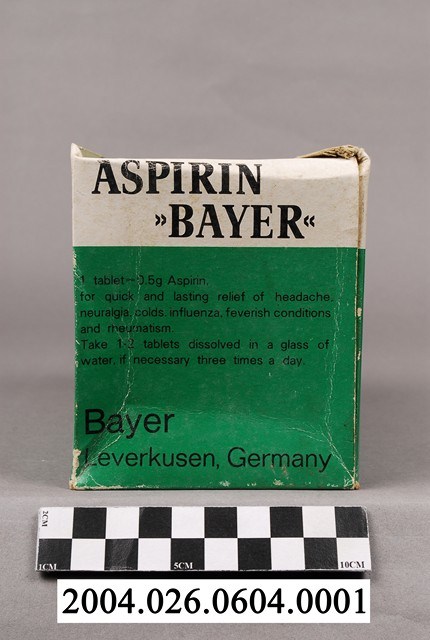 ASPIRIN
»BAYER«
1 tablet—0.5g Aspirin.
for quick and lasting relief of headache,
neuralgia, colds, influenza, feverish conditions
and rheumatism.
Take 1-2 tablets dissolved in a glass of
water, if necessary three times a day.
Bayer
Leverkusen, Germany
2CM
1CM 5CM 10CM
2004.026.0604.0001